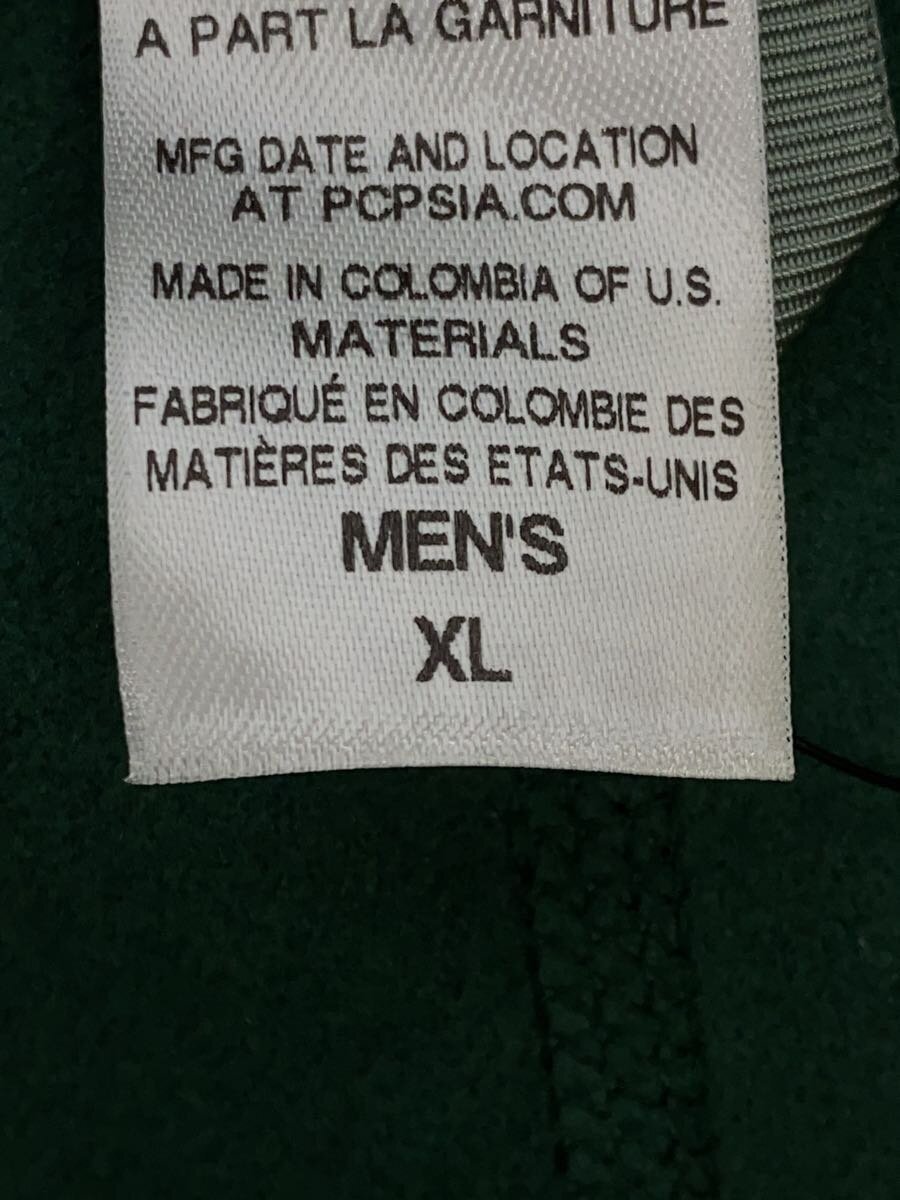 A PART LA GARNITURE
MFG DATE AND LOCATION
AT PCPSIA.COM
MADE IN COLOMBIA OF U.S.
MATERIALS
FABRIQUÉ EN COLOMBIE DES
MATIÈRES DES ETATS-UNIS
MEN'S
XL